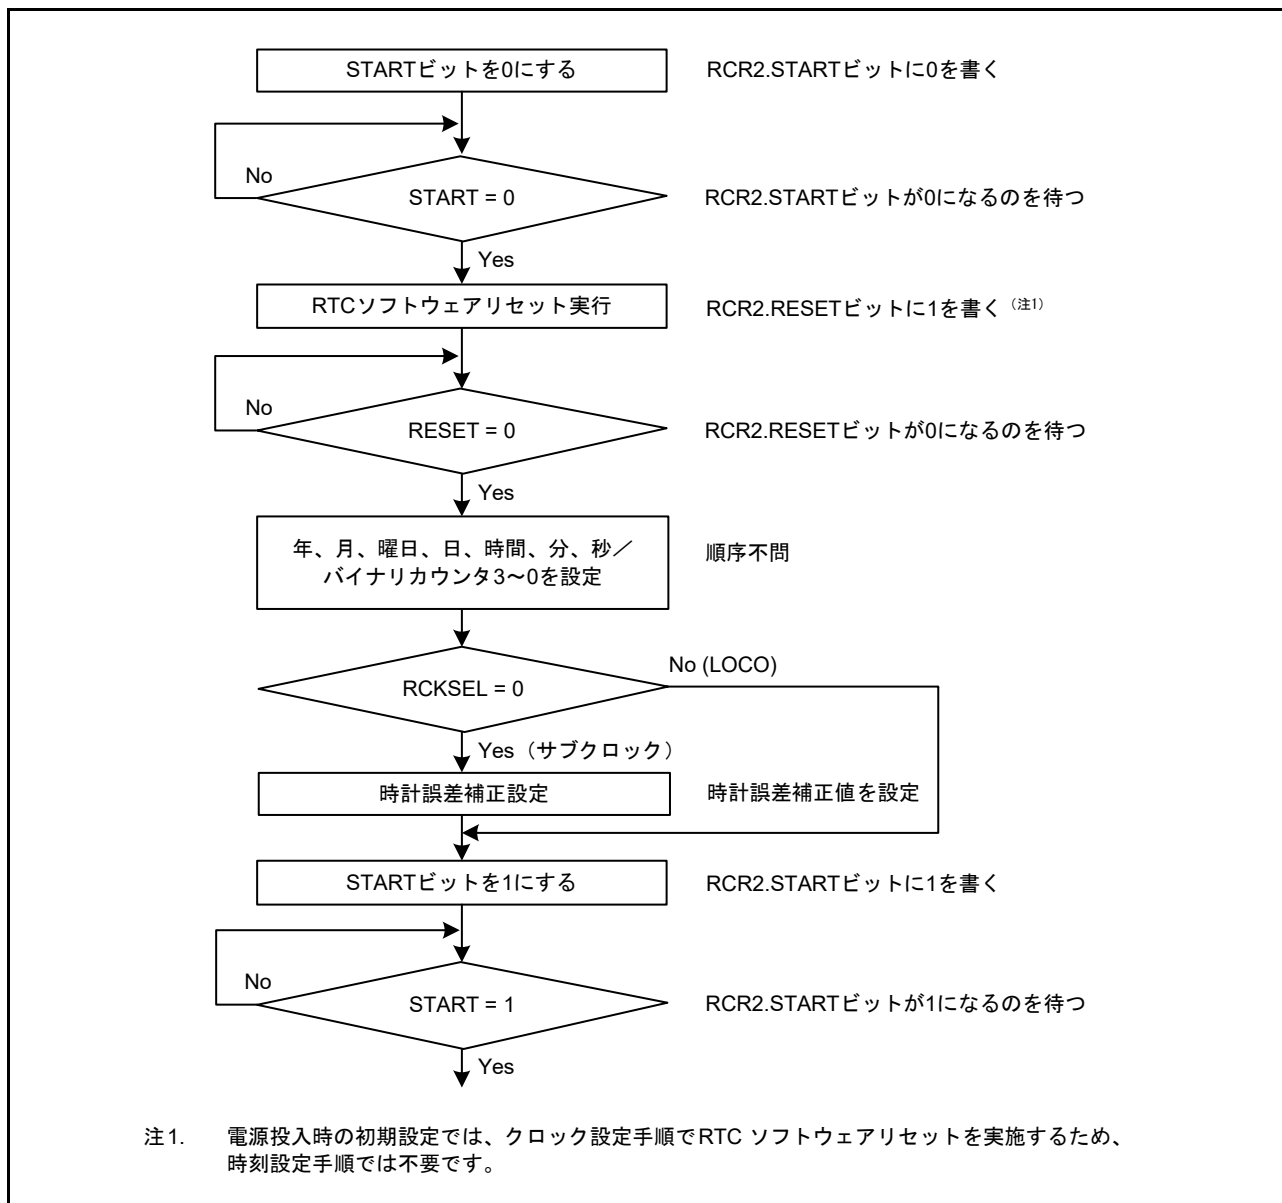 STARTビットを0にする
RCR2.STARTビットに0を書く
No
START = 0
RCR2.STARTビットが0になるのを待つ
Yes
RTCソフトウェアリセット実行
RCR2.RESETビットに1を書く（注1）
No
RESET = 0
RCR2.RESETビットが0になるのを待つ
Yes
年、月、曜日、日、時間、分、秒／
バイナリカウンタ3～0を設定
順序不問
No (LOCO)
RCKSEL = 0
Yes（サブクロック）
時計誤差補正設定
時計誤差補正値を設定
STARTビットを1にする
RCR2.STARTビットに1を書く
No
START = 1
RCR2.STARTビットが1になるのを待つ
Yes
注1. 電源投入時の初期設定では、クロック設定手順でRTC ソフトウェアリセットを実施するため、
時刻設定手順では不要です。